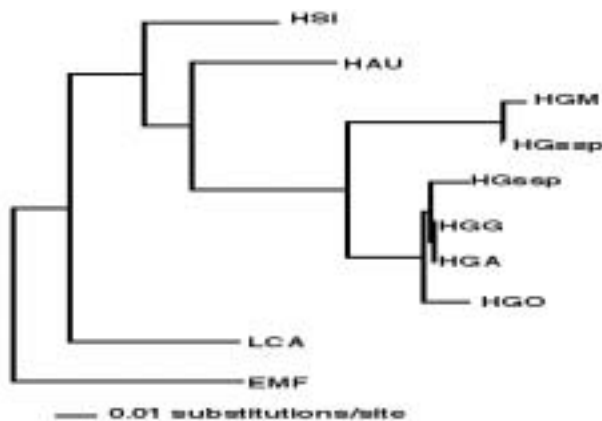 HSI
HAU
HGM
HGssp
HGssp
HGG
HGA
HGO
LCA
EMF
0.01 substitutions/site